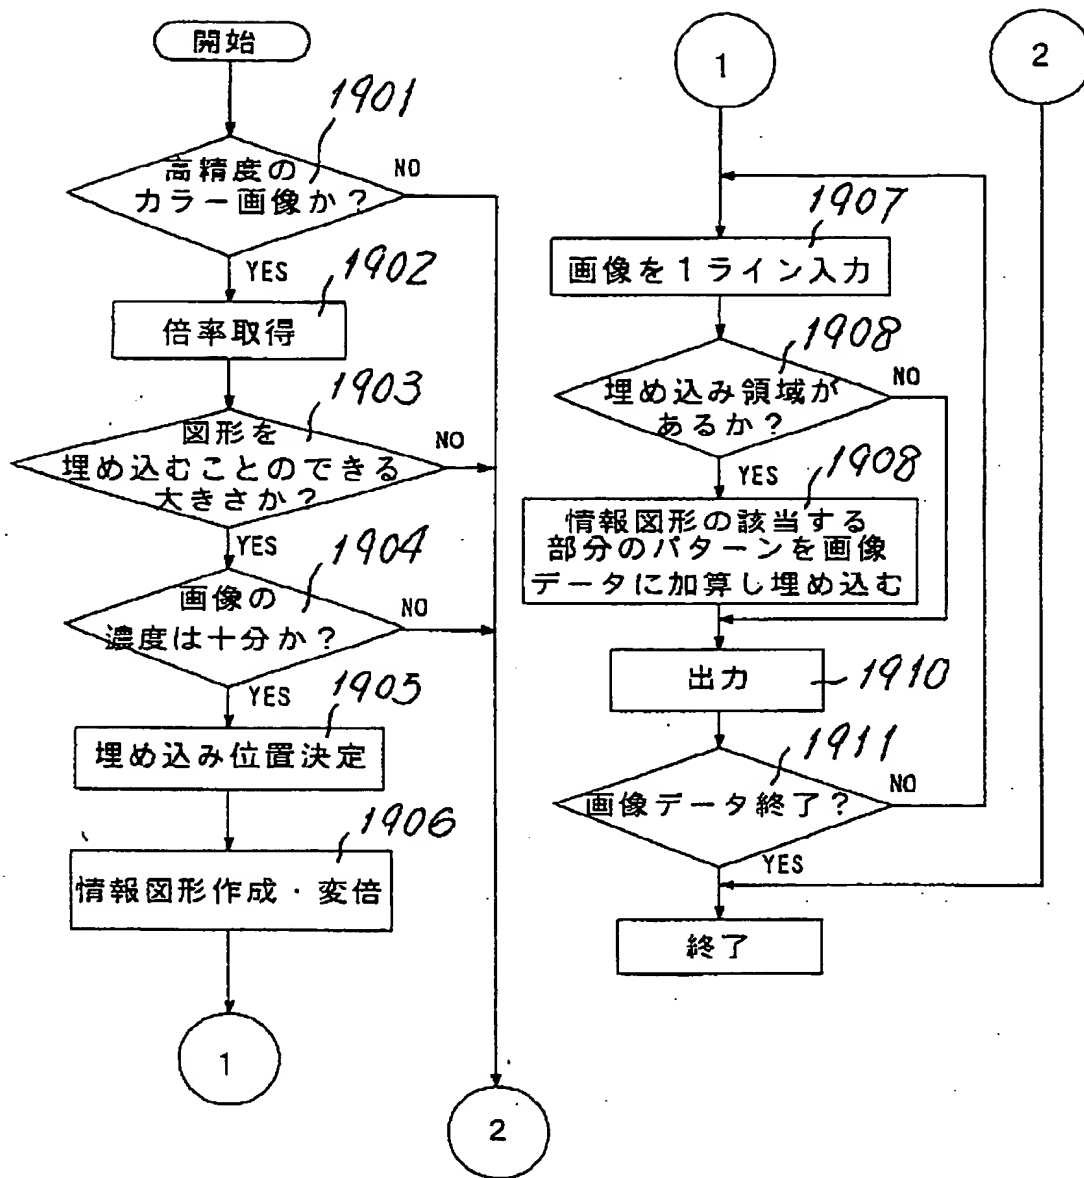 開始
1901
高精度の
カラー画像か？
NO
YES
1902
倍率取得
1903
図形を
埋め込むことのできる
大きさか？
NO
YES
1904
画像の
濃度は十分か？
NO
YES
1905
埋め込み位置決定
1906
情報図形作成・変倍
1
2
1
2
1907
画像を１ライン入力
1908
埋め込み領域が
あるか？
NO
YES
1908
情報図形の該当する
部分のパターンを画像
データに加算し埋め込む
出力
1910
1911
画像データ終了？
NO
YES
終了